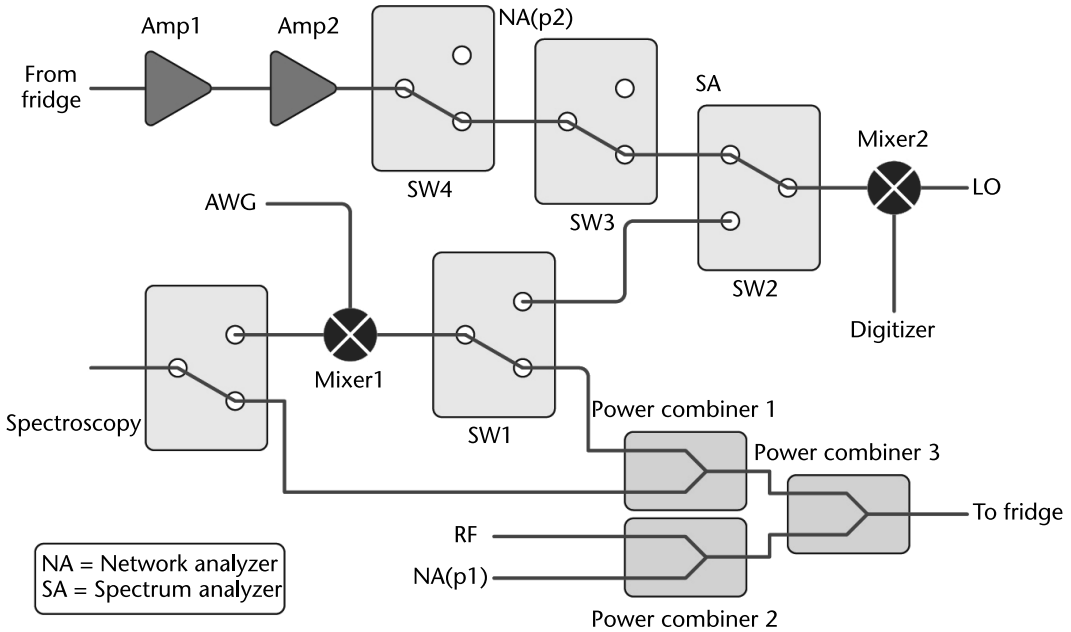 Amp1
Amp2
NA(p2)
From
fridge
SA
Mixer2
SW4
LO
AWG
SW3
SW2
Digitizer
Mixer1
Spectroscopy
SW1
Power combiner 1
Power combiner 3
To fridge
RF
NA(p1)
NA = Network analyzer
SA = Spectrum analyzer
Power combiner 2